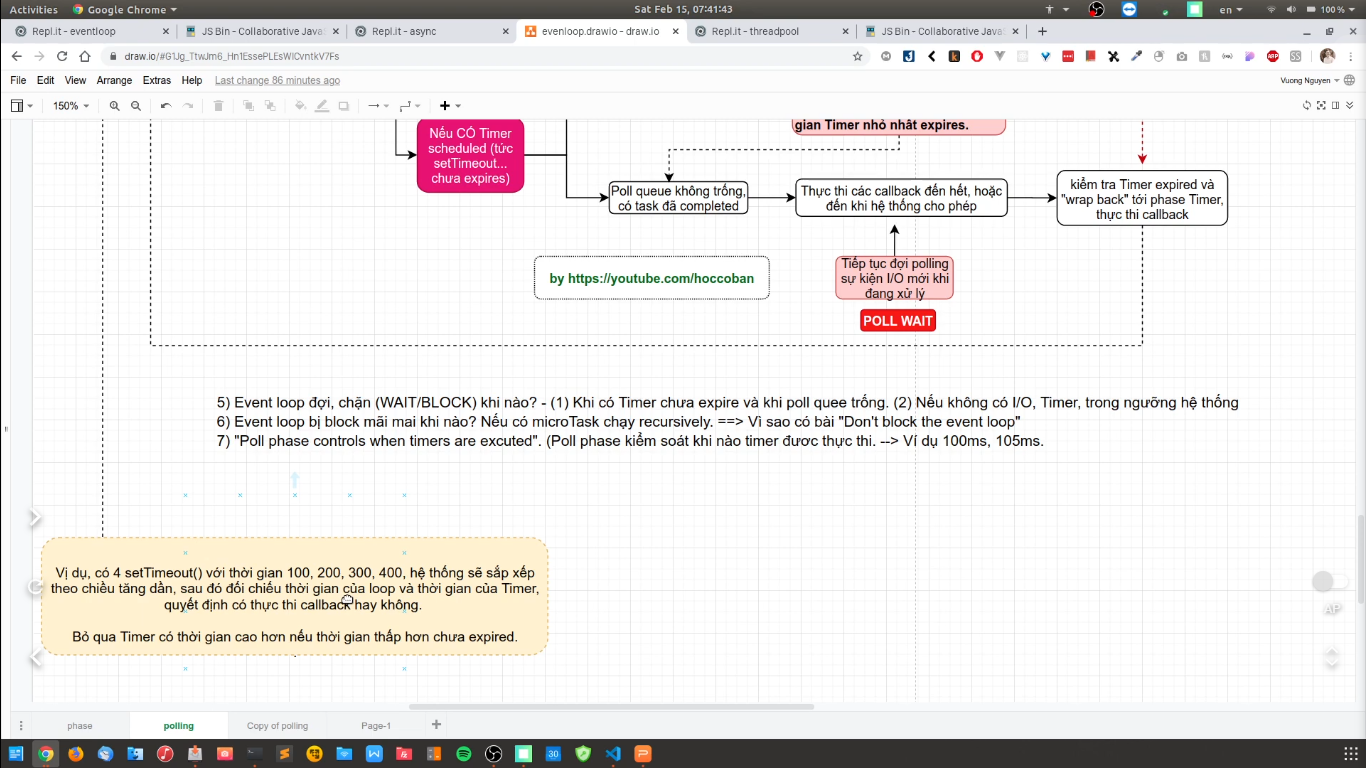 Activities
Google Chrome
Sat Feb 15, 07:41:43
en
100%
Repl.it - eventloop
JS Bin - Collaborative Java
Repl.it - async
evenloop.drawio - draw.io
Repl.it - threadpool
JS Bin - Collaborative Java
draw.io/#G1Jg_TtwJm6_Hn1EssePLEsWlCvntkV7Fs
File Edit View Arrange Extras Help Last change 86 minutes ago
Vuong Nguyen
150%
gian Timer nhỏ nhất expires.
Nếu CÓ Timer
scheduled (tức
setTimeout...
chưa expires)
Poll queue không trống,
có task đã completed
Thực thi các callback đến hết, hoặc
đến khi hệ thống cho phép
kiểm tra Timer expired và
"wrap back" tới phase Timer,
thực thi callback
by https://youtube.com/hoccoban
Tiếp tục đợi polling
sự kiện I/O mới khi
đang xử lý
POLL WAIT
5) Event loop đợi, chặn (WAIT/BLOCK) khi nào? - (1) Khi có Timer chưa expire và khi poll quee trống. (2) Nếu không có I/O, Timer, trong ngưỡng hệ thống
6) Event loop bị block mãi mai khi nào? Nếu có microTask chạy recursively. ==> Vì sao có bài "Don't block the event loop"
7) "Poll phase controls when timers are excuted". (Poll phase kiểm soát khi nào timer đươc thực thi. --> Ví dụ 100ms, 105ms.
Vị dụ, có 4 setTimeout() với thời gian 100, 200, 300, 400, hệ thống sẽ sắp xếp
theo chiều tăng dần, sau đó đối chiếu thời gian của loop và thời gian của Timer,
quyết định có thực thi callback hay không.
Bỏ qua Timer có thời gian cao hơn nếu thời gian thấp hơn chưa expired.
AP
phase
polling
Copy of polling
Page-1